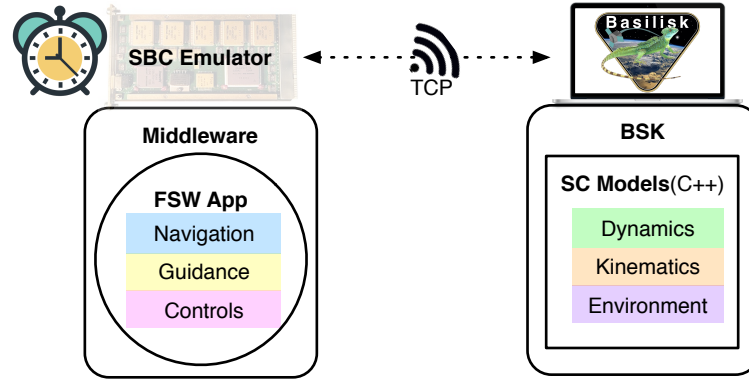 SBC Emulator
TCP
Basilisk
Middleware
FSW App
Navigation
Guidance
Controls
BSK
SC Models(C++)
Dynamics
Kinematics
Environment